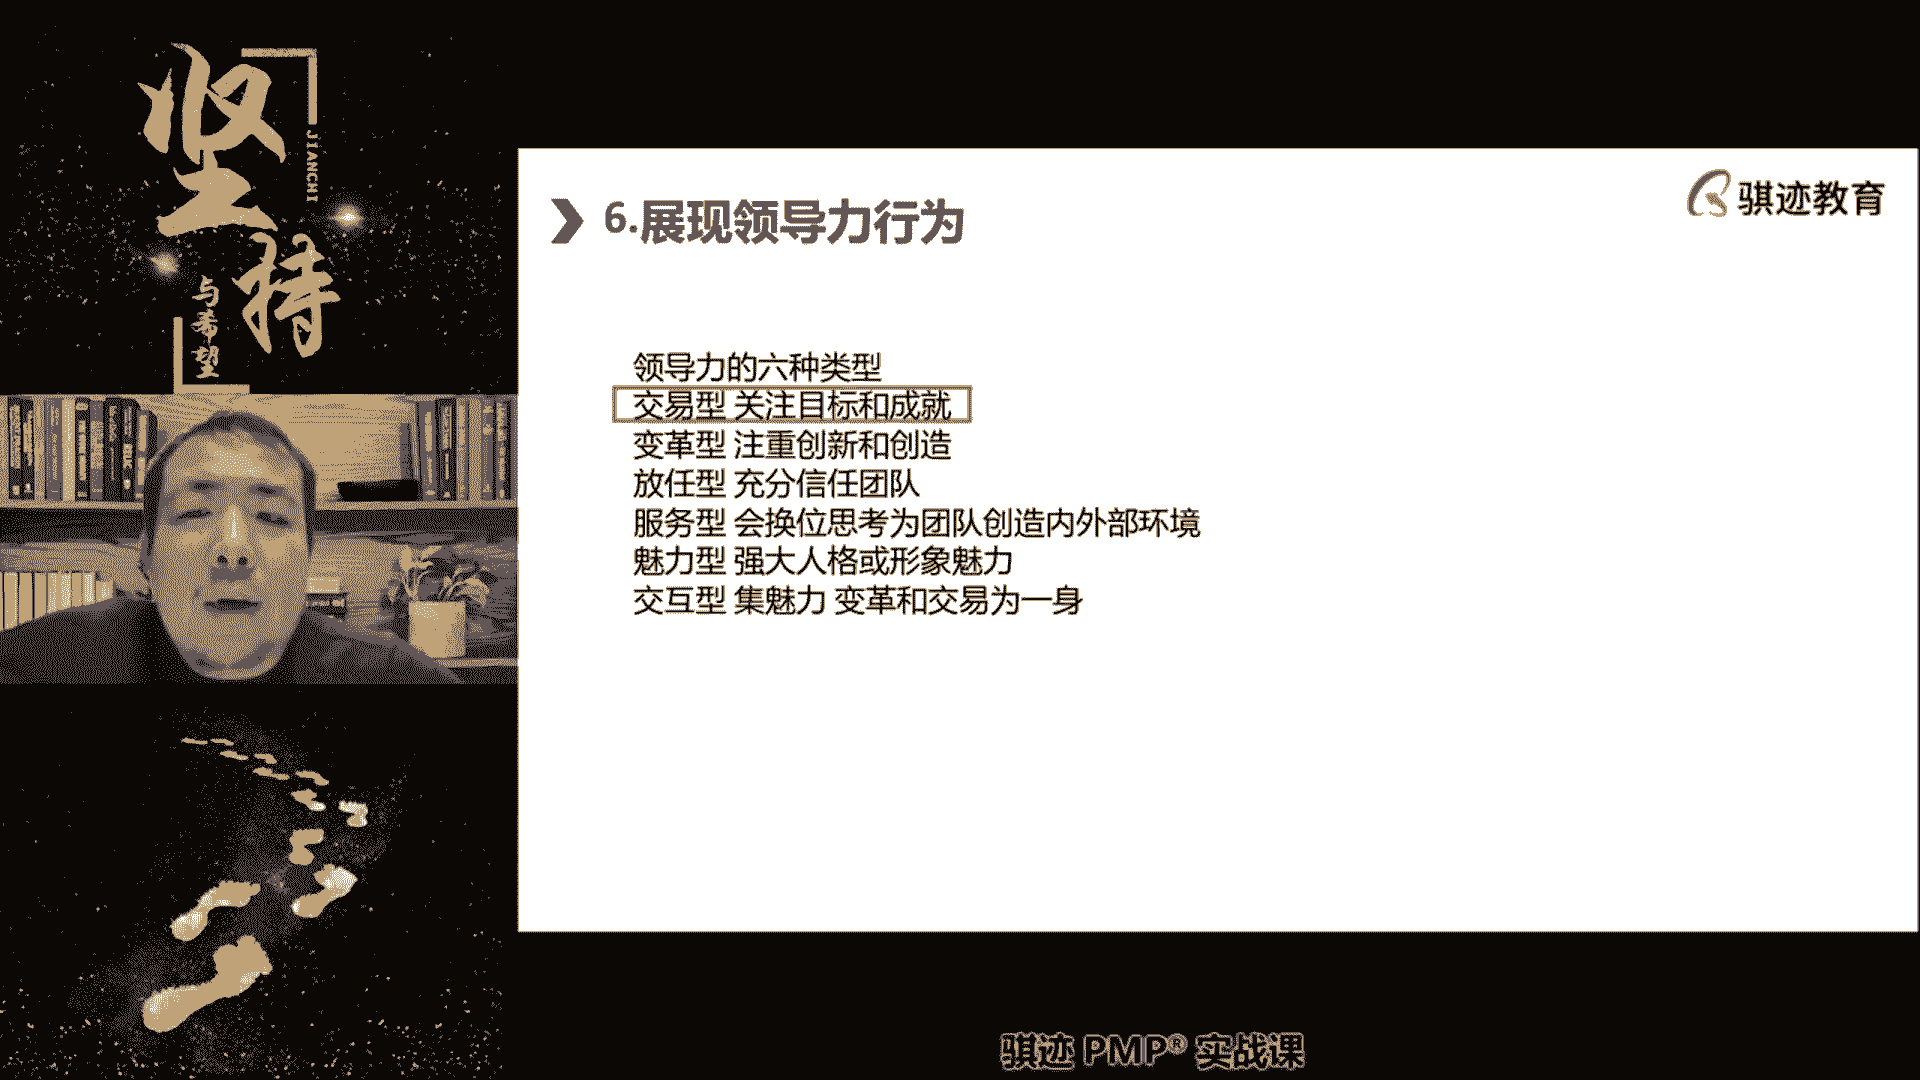 坚持
JIANCHI
与希望
骐迹教育
6.展现领导力行为
领导力的六种类型
交易型 关注目标和成就
变革型 注重创新和创造
放任型 充分信任团队
服务型 会换位思考为团队创造内外部环境
魅力型 强大人格或形象魅力
交互型 集魅力 变革和交易为一身
骐迹 PMP® 实战课